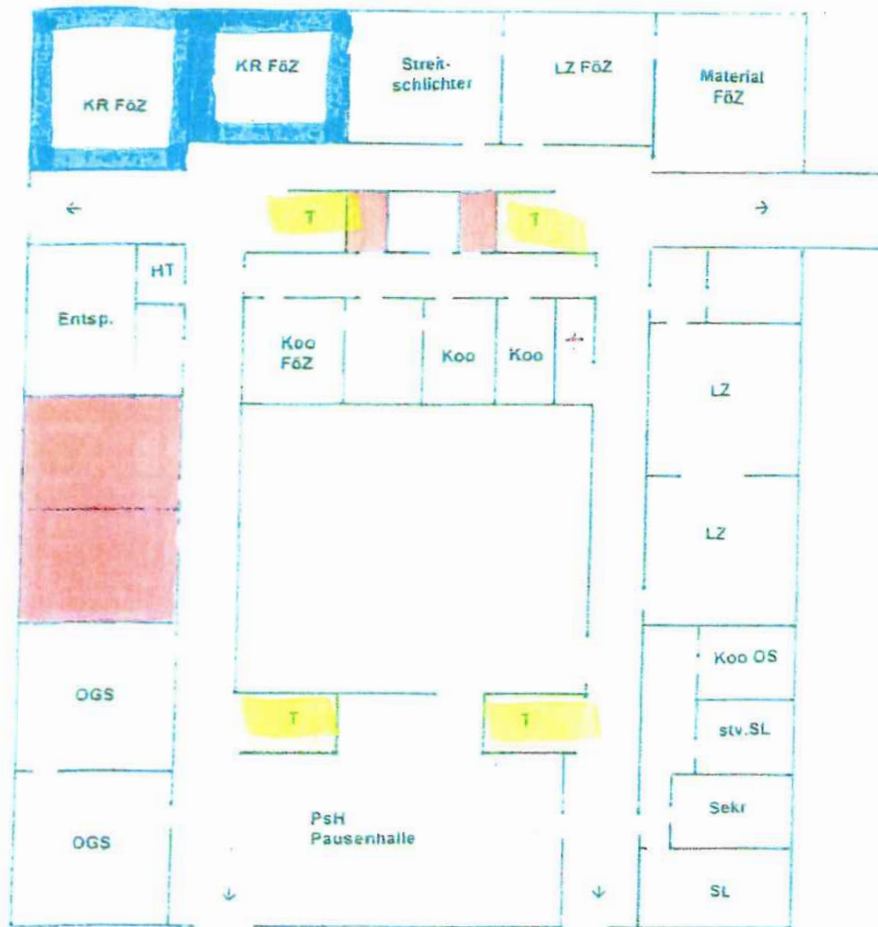 KR FöZ
KR FöZ
Streit-
schlichter
LZ FöZ
Material
FöZ
←
T
T
→
HT
Entsp.
Koo
FöZ
Koo
Koo
←
LZ
LZ
OGS
T
T
Koo OS
stv.SL
OGS
PsH
Pausenhalle
Sekr
SL
↓
↓